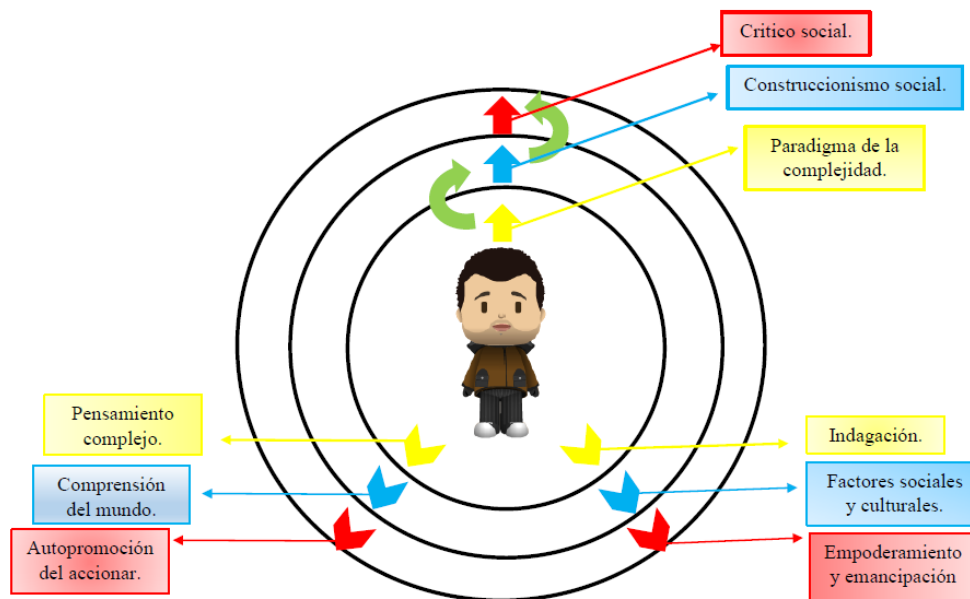 Critico social.
Construccionismo social.
Paradigma de la
complejidad.
Pensamiento
complejo.
Indagación.
Comprensión
del mundo.
Factores sociales
y culturales.
Autopromoción
del accionar.
Empoderamiento
y emancipación